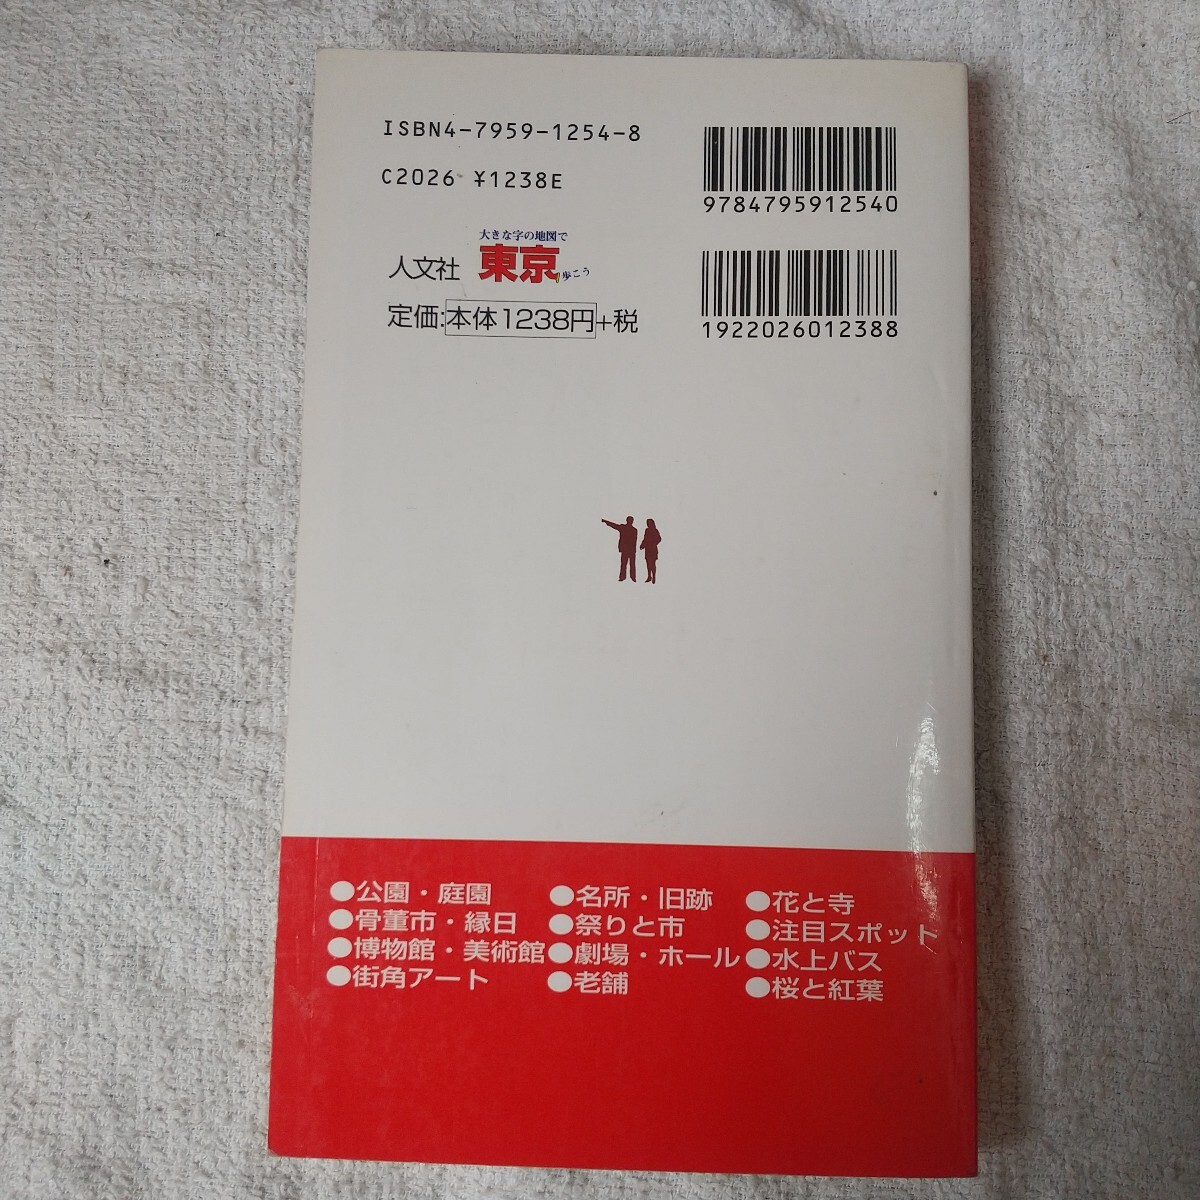 ISBN4-7959-1254-8
C2026 ¥1238E
9784795912540
人文社
大きな字の地図で
東京
歩こう
定価:本体1238円+税
1922026012388
●公園・庭園
●骨董市・縁日
●博物館・美術館
●街角アート
●名所・旧跡
●祭りと市
●劇場・ホール
●老舗
●花と寺
●注目スポット
●水上バス
●桜と紅葉